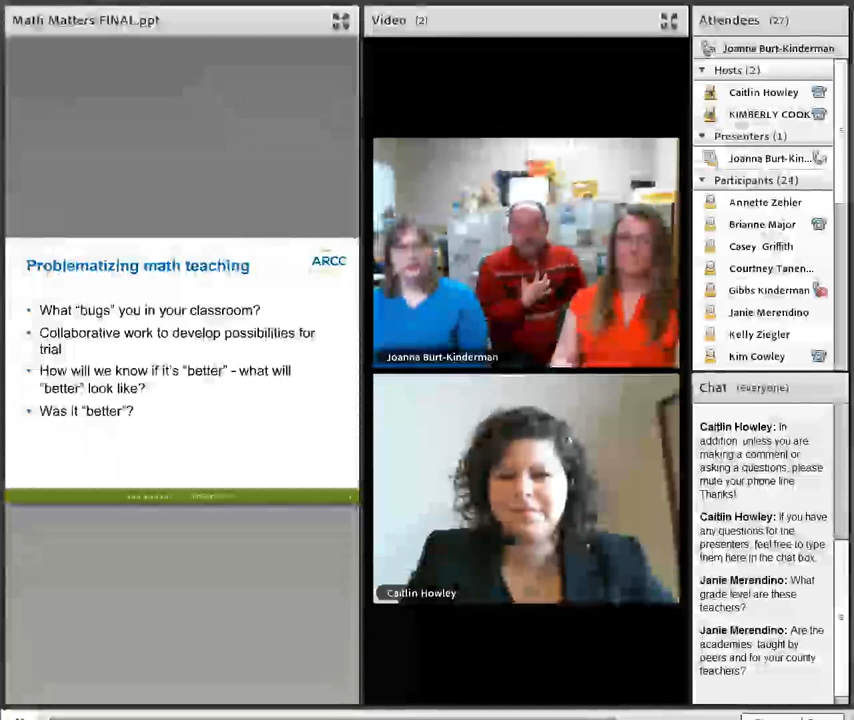 Math Matters FINAL.ppt
Problematizing math teaching
ARCC
• What "bugs" you in your classroom?
• Collaborative work to develop possibilities for
trial
• How will we know if it's "better" - what will
"better" look like?
• Was it "better"?
Video (2)
Joanna Burt-Kinderman
Caitlin Howley
Attendees (27)
Joanna Burt-Kinderman
Hosts (2)
Caitlin Howley
KIMBERLY COOK
Presenters (1)
Joanna Burt-Kin...
Participants (24)
Annette Zehler
Brianne Major
Casey Griffith
Courtney Tanen...
Gibbs Kinderman
Janie Merendino
Kelly Ziegler
Kim Cowley
Chat (everyone)
Caitlin Howley: In
addition, unless you are
making a comment or
asking a questions, please
mute your phone line
Thanks!
Caitlin Howley: If you have
any questions for the
presenters, feel free to type
them here in the chat box.
Janie Merendino: What
grade level are these
teachers?
Janie Merendino: Are the
academies taught by
peers and for your county
teachers?